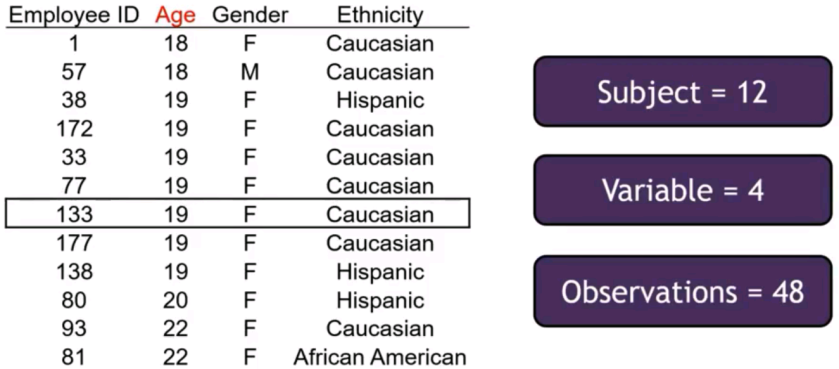 Employee ID Age Gender Ethnicity
1 18 F Caucasian
57 18 M Caucasian
38 19 F Hispanic
172 19 F Caucasian
33 19 F Caucasian
77 19 F Caucasian
133 19 F Caucasian
177 19 F Caucasian
138 19 F Hispanic
80 20 F Hispanic
93 22 F Caucasian
81 22 F African American
Subject = 12
Variable = 4
Observations = 48